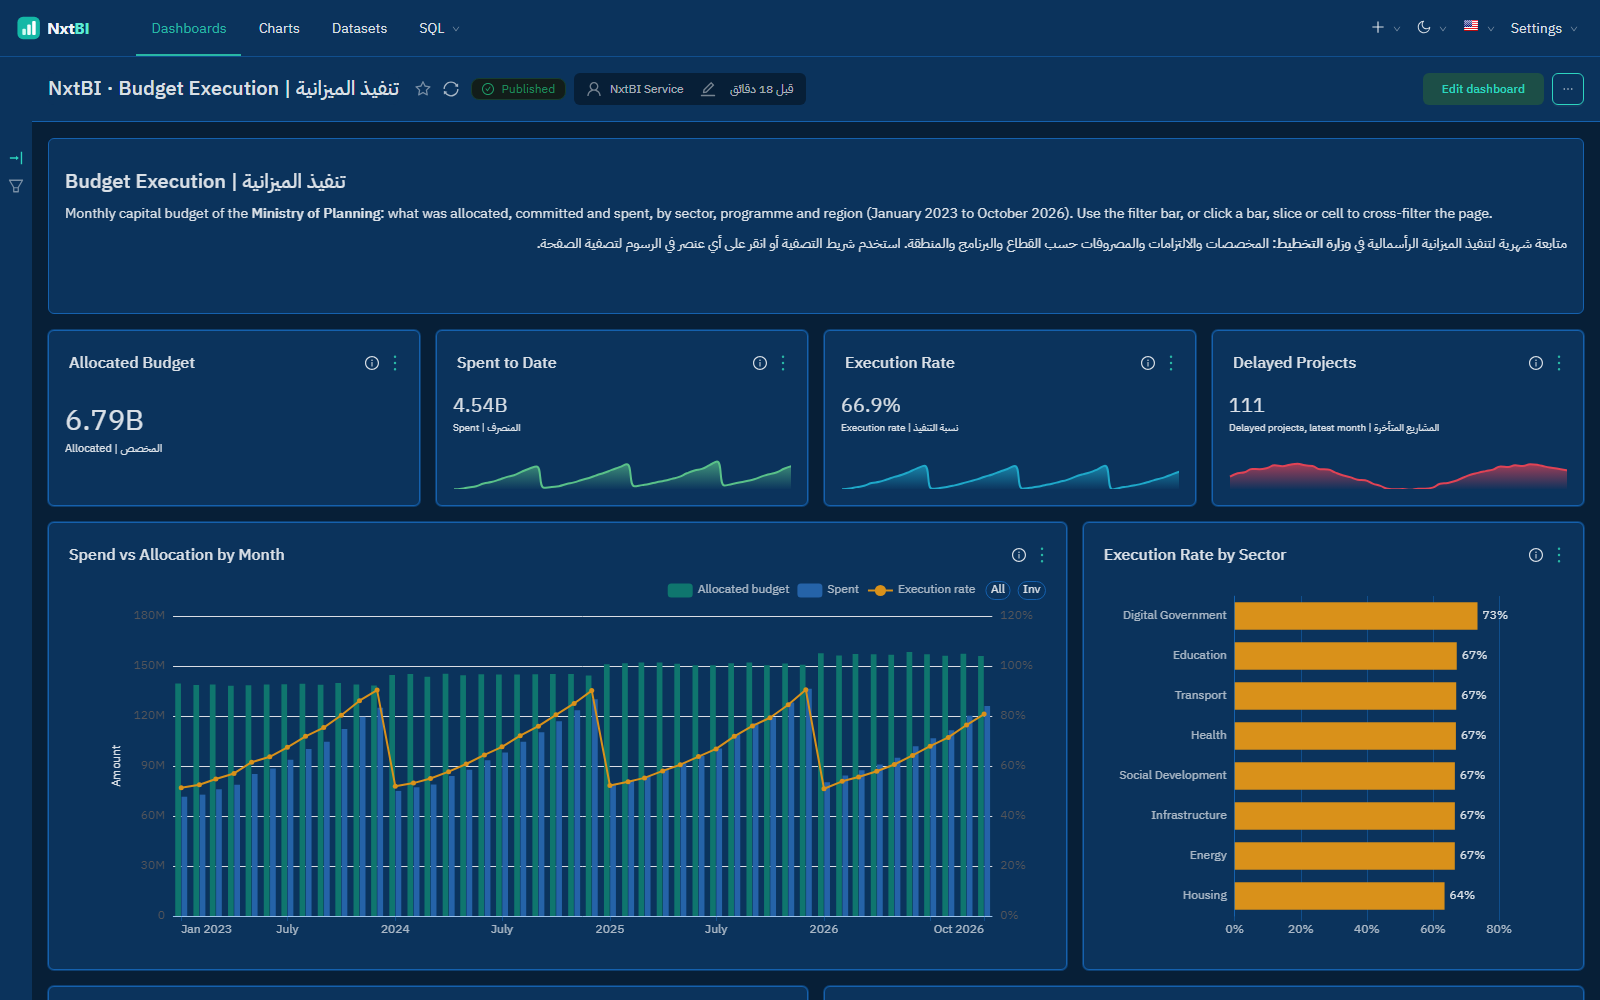 NxtBI
Dashboards
Charts
Datasets
SQL
Settings
NxtBI · Budget Execution | تنفيذ الميزانية
Published
NxtBI Service
قبل 18 دقائق
Edit dashboard
Budget Execution | تنفيذ الميزانية
Monthly capital budget of the Ministry of Planning: what was allocated, committed and spent, by sector, programme and region (January 2023 to October 2026). Use the filter bar, or click a bar, slice or cell to cross-filter the page.
متابعة شهرية لتنفيذ الميزانية الرأسمالية في وزارة التخطيط: المخصصات والالتزامات والمصروفات حسب القطاع والبرنامج والمنطقة. استخدم شريط التصفية أو انقر على أي عنصر في الرسوم لتصفية الصفحة.
Allocated Budget
6.79B
Allocated | المخصص
Spent to Date
4.54B
Spent | المنصرف
Execution Rate
66.9%
Execution rate | نسبة التنفيذ
Delayed Projects
111
Delayed projects, latest month | المشاريع المتأخرة
Spend vs Allocation by Month
Allocated budget
Spent
Execution rate
All
Inv
180M
150M
120M
90M
60M
30M
0
Amount
120%
100%
80%
60%
40%
20%
0%
Jan 2023
July
2024
July
2025
July
2026
Oct 2026
Execution Rate by Sector
Digital Government 73%
Education 67%
Transport 67%
Health 67%
Social Development 67%
Infrastructure 67%
Energy 67%
Housing 64%
0%
20%
40%
60%
80%